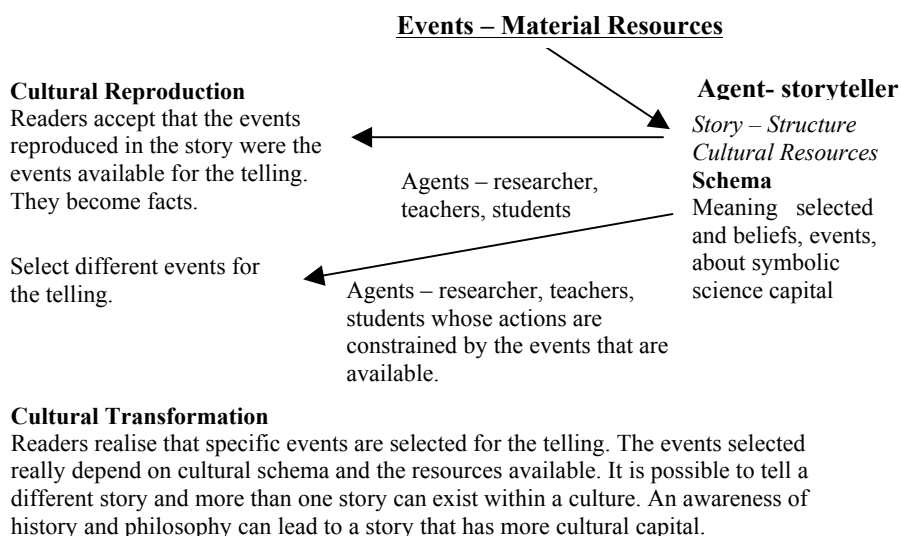 Events – Material Resources
Cultural Reproduction
Readers accept that the events
reproduced in the story were the
events available for the telling.
They become facts.
Select different events for
the telling.
Agents – researcher,
teachers, students
Agents – researcher, teachers,
students whose actions are
constrained by the events that are
available.
Agent- storyteller
Story – Structure
Cultural Resources
Schema
Meaning selected
and beliefs, events,
about symbolic
science capital
Cultural Transformation
Readers realise that specific events are selected for the telling. The events selected
really depend on cultural schema and the resources available. It is possible to tell a
different story and more than one story can exist within a culture. An awareness of
history and philosophy can lead to a story that has more cultural capital.